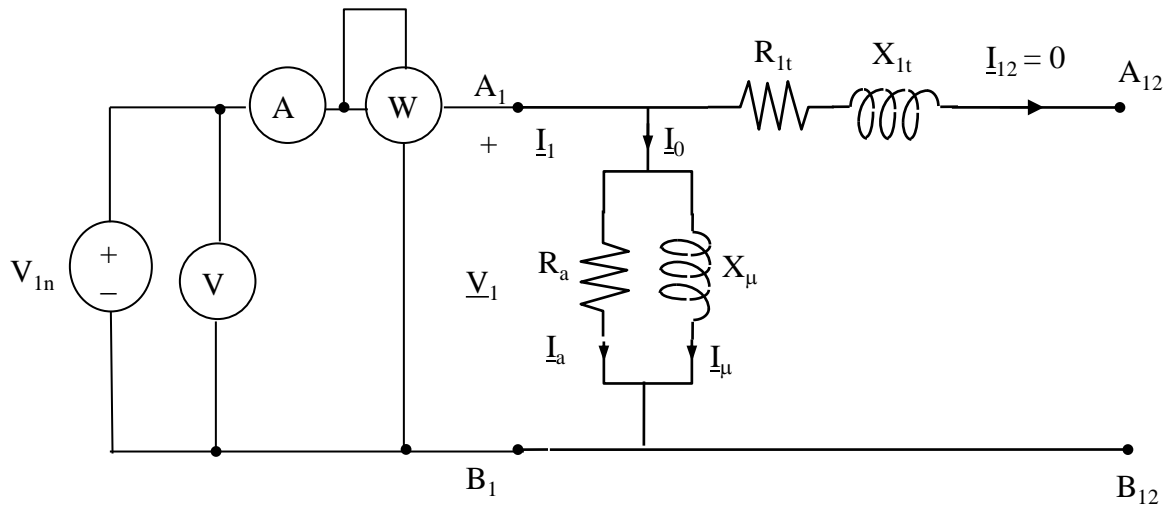 R1t
X1t
I12 = 0
A12
A
W
A1
+
I1
I0
V1n
+
–
V
V1
Ra
Xμ
Ia
Iμ
B1
B12